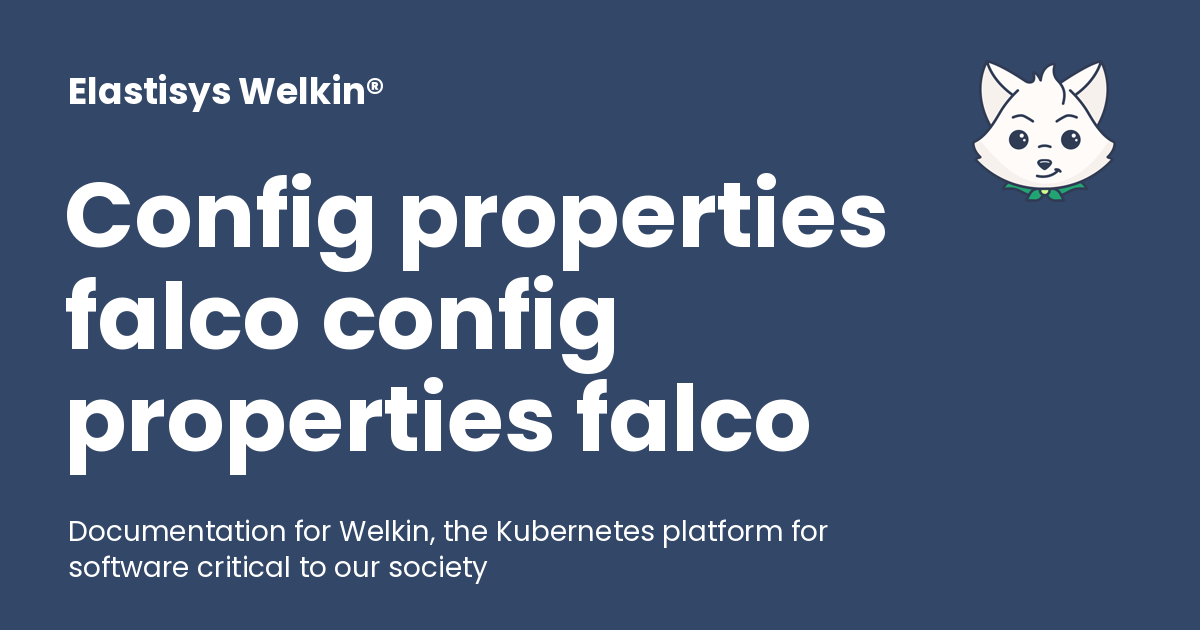 Elastisys Welkin®
Config properties
falco config
properties falco
Documentation for Welkin, the Kubernetes platform for
software critical to our society